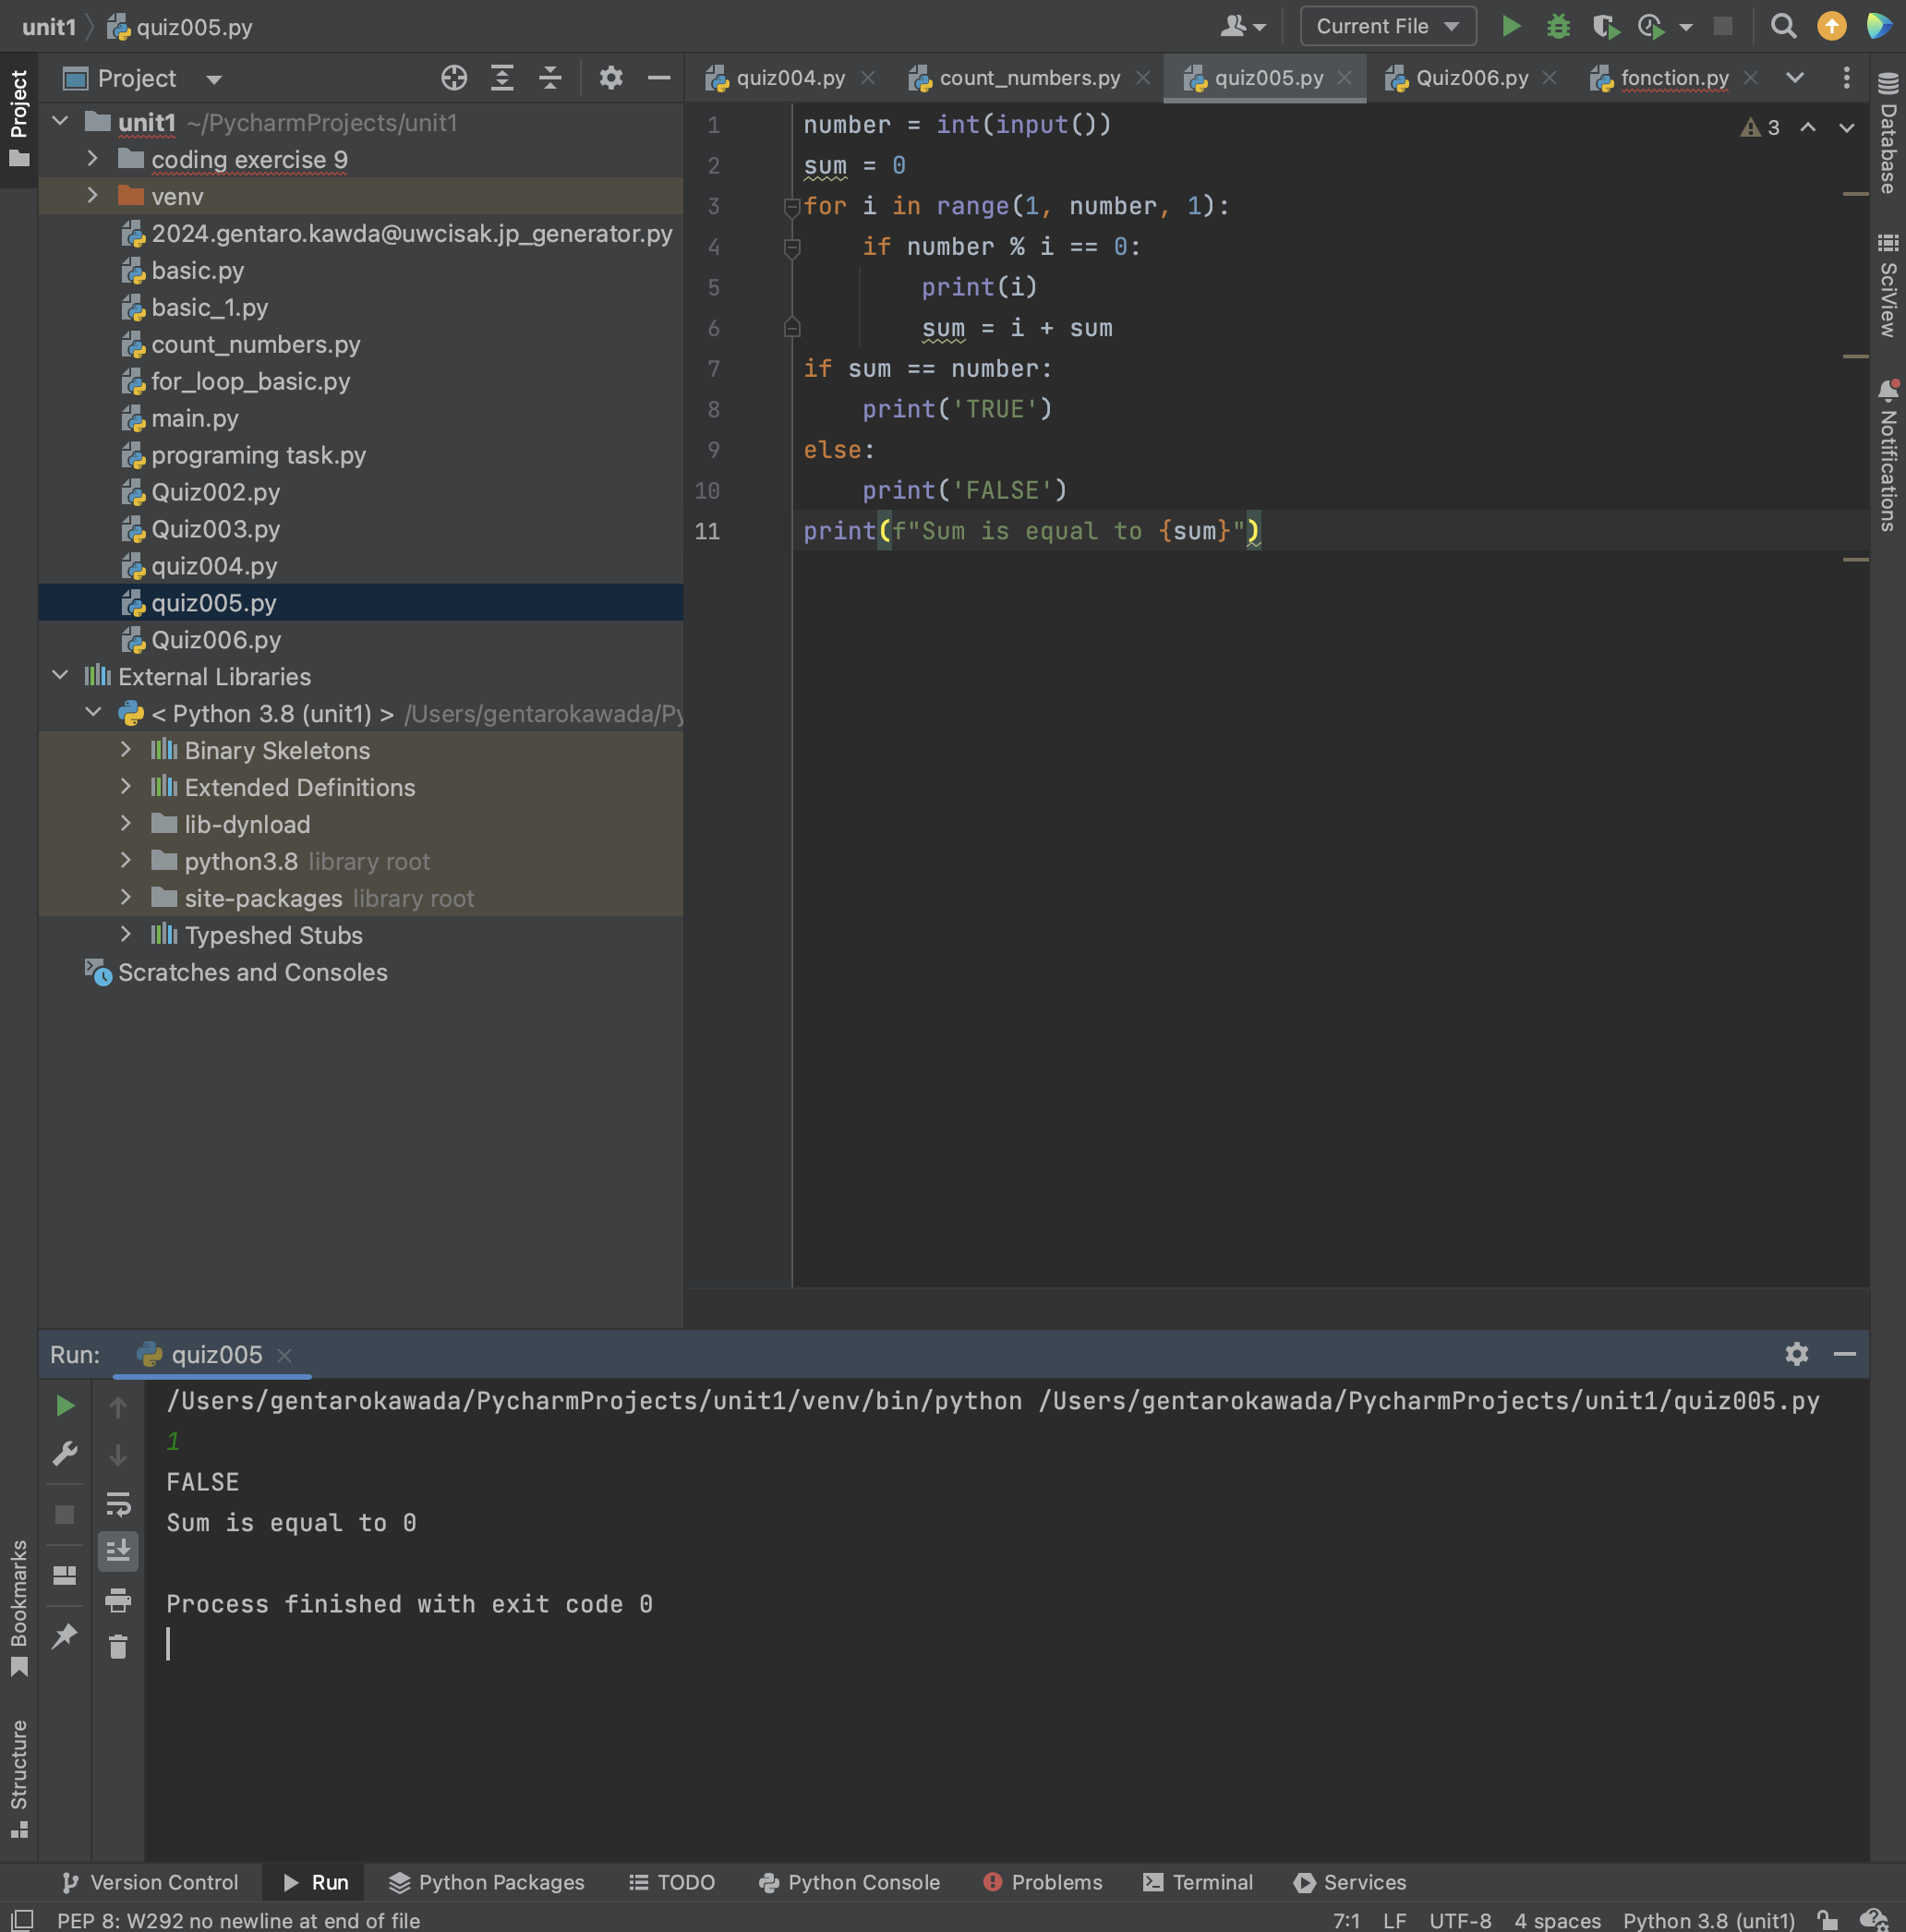 unit1 quiz005.py Current File
Project
Project
unit1 ~/PycharmProjects/unit1
coding exercise 9
venv
2024.gentaro.kawda@uwcisak.jp_generator.py
basic.py
basic_1.py
count_numbers.py
for_loop_basic.py
main.py
programing task.py
Quiz002.py
Quiz003.py
quiz004.py
quiz005.py
Quiz006.py
External Libraries
< Python 3.8 (unit1) > /Users/gentarokawada/Py
Binary Skeletons
Extended Definitions
lib-dynload
python3.8 library root
site-packages library root
Typeshed Stubs
Scratches and Consoles
quiz004.py count_numbers.py quiz005.py Quiz006.py fonction.py
3
1 number = int(input())
2 sum = 0
3 for i in range(1, number, 1):
4 if number % i == 0:
5 print(i)
6 sum = i + sum
7 if sum == number:
8 print('TRUE')
9 else:
10 print('FALSE')
11 print(f"Sum is equal to {sum}")
Database
SciView
Notifications
Run: quiz005
/Users/gentarokawada/PycharmProjects/unit1/venv/bin/python /Users/gentarokawada/PycharmProjects/unit1/quiz005.py
1
FALSE
Sum is equal to 0
Process finished with exit code 0
Bookmarks
Structure
Version Control Run Python Packages TODO Python Console Problems Terminal Services
PEP 8: W292 no newline at end of file 7:1 LF UTF-8 4 spaces Python 3.8 (unit1)